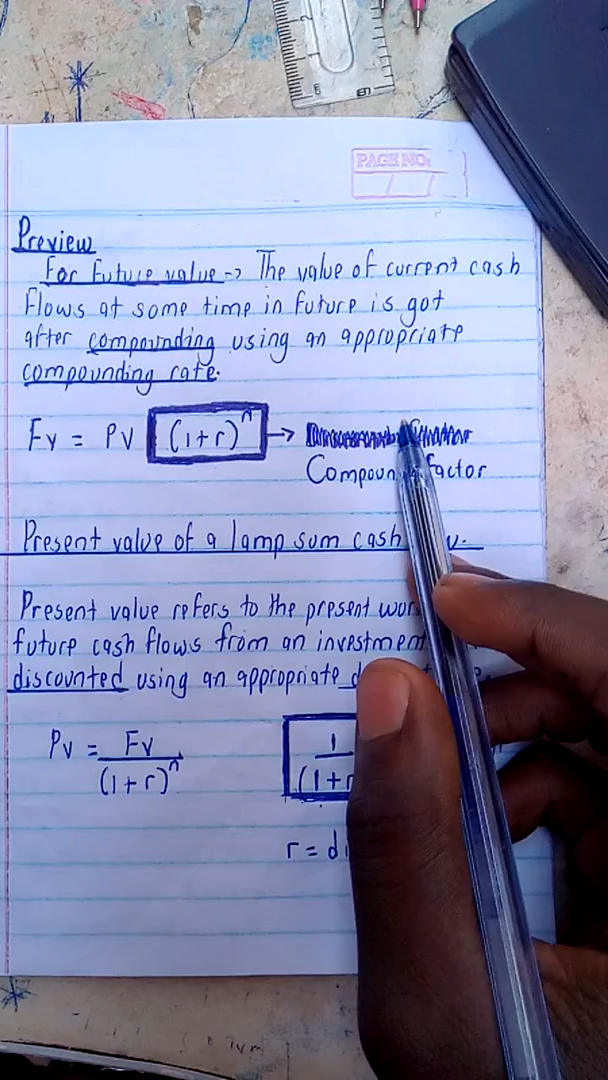 PAGE NO:
Preview
For Future value → The value of current cash
flows at some time in future is got
after compounding using an appropriate
compounding rate.
Fv = Pv (1+r)^n →
Compound factor
Present value of a lamp sum cash
Present value refers to the present
future cash flows from an investment
discounted using an appropriate
Pv = Fv / (1+r)^n
1 / (1+r
r =